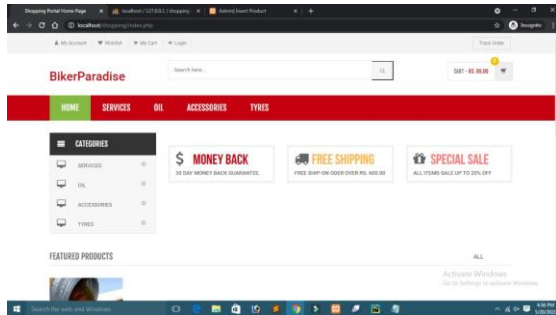 Shopping Portal Home Page
localhost / 127.0.0.1 / shopping
Admin| Insert Product
localhost/shopping/index.php
Incognito
My Account
Wishlist
My Cart
Login
Track Order
BikerParadise
Search here...
CART - RS. 00.00
0
HOME SERVICES OIL ACCESSORIES TYRES
CATEGORIES
SERVICES
OIL
ACCESSORIES
TYRES
MONEY BACK
30 DAY MONEY BACK GUARANTEE.
FREE SHIPPING
FREE SHIP-ON ODER OVER RS. 600.00
SPECIAL SALE
ALL ITEMS-SALE UP TO 20% OFF
FEATURED PRODUCTS
ALL
Activate Windows
Go to Settings to activate Windows.
Search the web and Windows
4:56 PM